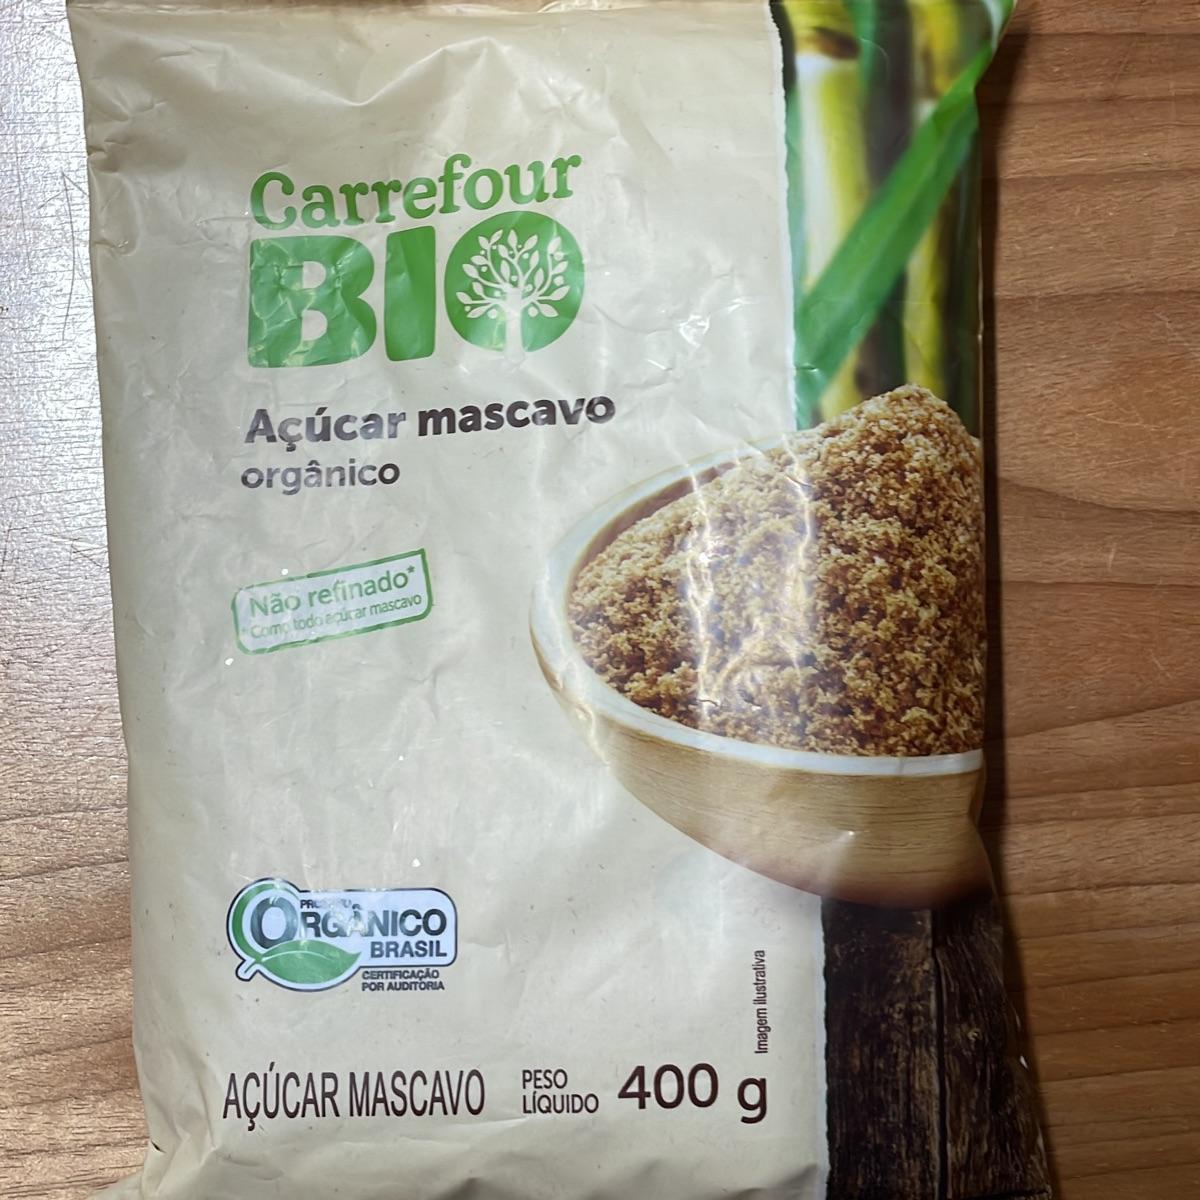 Carrefour
BIO
Açúcar mascavo
orgânico
Não refinado*
*Como todo açúcar mascavo
ORGÂNICO
BRASIL
CERTIFICAÇÃO
POR AUDITORIA
Imagem ilustrativa
AÇÚCAR MASCAVO
PESO
LÍQUIDO
400 g